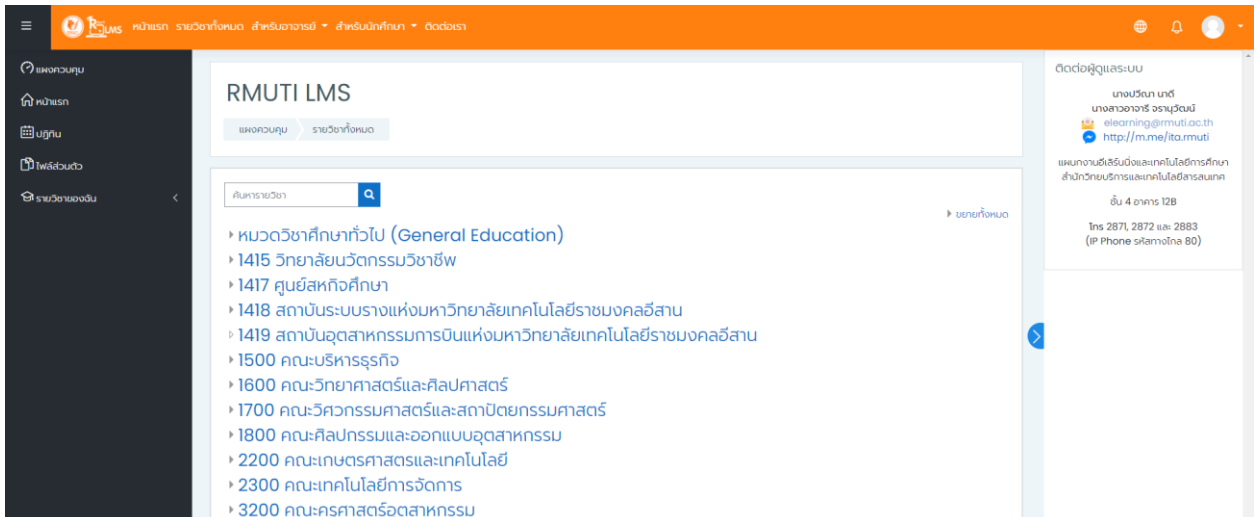 RMUTI LMS หน้าแรก รายวิชาทั้งหมด สำหรับอาจารย์ สำหรับนักศึกษา ติดต่อเรา
แผงควบคุม
หน้าแรก
ปฏิทิน
ไฟล์ส่วนตัว
รายวิชาของฉัน
RMUTI LMS
แผงควบคุม รายวิชาทั้งหมด
ค้นหารายวิชา
ขยายทั้งหมด
หมวดวิชาศึกษาทั่วไป (General Education)
1415 วิทยาลัยนวัตกรรมวิชาชีพ
1417 ศูนย์สหกิจศึกษา
1418 สถาบันระบบรางแห่งมหาวิทยาลัยเทคโนโลยีราชมงคลอีสาน
1419 สถาบันอุตสาหกรรมการบินแห่งมหาวิทยาลัยเทคโนโลยีราชมงคลอีสาน
1500 คณะบริหารธุรกิจ
1600 คณะวิทยาศาสตร์และศิลปศาสตร์
1700 คณะวิศวกรรมศาสตร์และสถาปัตยกรรมศาสตร์
1800 คณะศิลปกรรมและออกแบบอุตสาหกรรม
2200 คณะเกษตรศาสตรและเทคโนโลยี
2300 คณะเทคโนโลยีการจัดการ
3200 คณะครุศาสตร์อุตสาหกรรม
ติดต่อผู้ดูแลระบบ
นางปวีณา นาดี
นางสาวอาจารี จรานุวัฒน์
elearning@rmuti.ac.th
http://m.me/ita.rmuti
แผนกงานอีเลิร์นนิ่งและเทคโนโลยีการศึกษา
สำนักวิทยบริการและเทคโนโลยีสารสนเทศ
ชั้น 4 อาคาร 12B
โทร 2871, 2872 และ 2883
(IP Phone รหัสทางไกล 80)